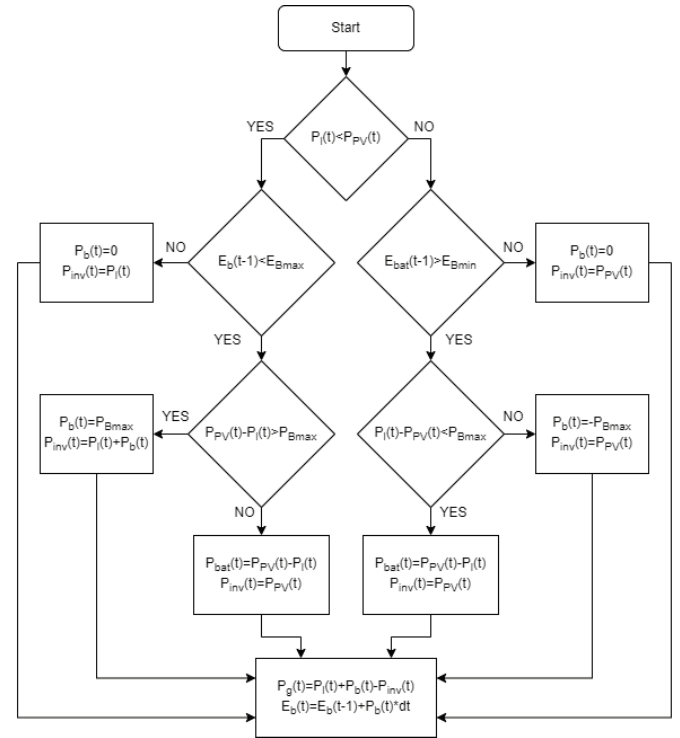 Start
P_l(t)<P_PV(t)
YES
NO
E_b(t-1)<E_Bmax
NO
YES
P_b(t)=0
P_inv(t)=P_l(t)
E_bat(t-1)>E_Bmin
NO
YES
P_b(t)=0
P_inv(t)=P_PV(t)
P_PV(t)-P_l(t)>P_Bmax
YES
NO
P_b(t)=P_Bmax
P_inv(t)=P_l(t)+P_b(t)
P_l(t)-P_PV(t)<P_Bmax
NO
YES
P_b(t)=-P_Bmax
P_inv(t)=P_PV(t)
P_bat(t)=P_PV(t)-P_l(t)
P_inv(t)=P_PV(t)
P_bat(t)=P_PV(t)-P_l(t)
P_inv(t)=P_PV(t)
P_g(t)=P_l(t)+P_b(t)-P_inv(t)
E_b(t)=E_b(t-1)+P_b(t)*dt